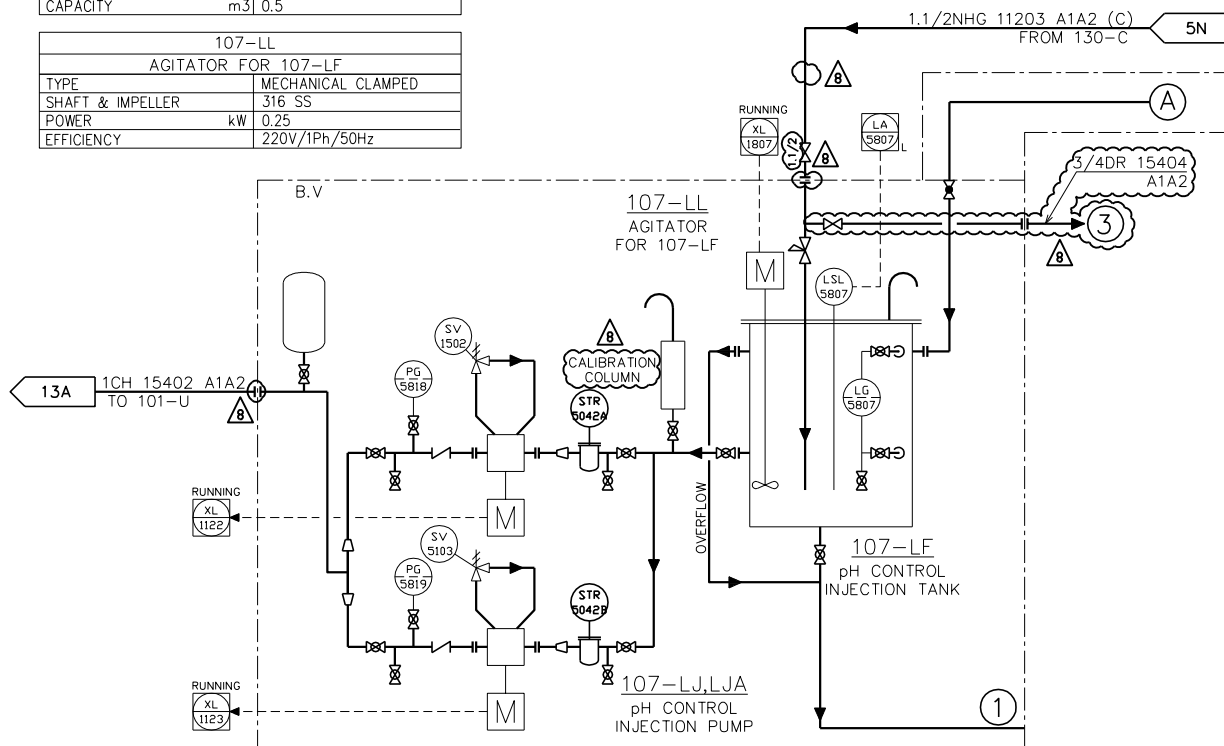 CAPACITY m3 0.5
107-LL
AGITATOR FOR 107-LF
TYPE MECHANICAL CLAMPED
SHAFT & IMPELLER 316 SS
POWER kW 0.25
EFFICIENCY 220V/1Ph/50Hz
1.1/2NHG 11203 A1A2 (C)
FROM 130-C
5N
8
A
RUNNING
XL
1807
LA
5807
L
1.1/2
8
3/4DR 15404
A1A2
B.V
107-LL
AGITATOR
FOR 107-LF
3
8
M
LSL
5807
SV
1502
8
CALIBRATION
COLUMN
PG
5818
13A
1CH 15402 A1A2
TO 101-U
8
STR
5042A
LG
5807
RUNNING
XL
1122
M
OVERFLOW
SV
5103
PG
5819
STR
5042B
107-LF
pH CONTROL
INJECTION TANK
RUNNING
XL
1123
M
107-LJ,LJA
pH CONTROL
INJECTION PUMP
1